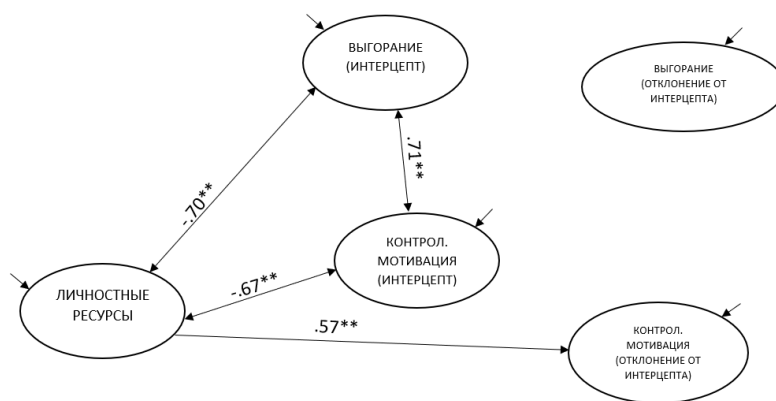 ВЫГОРАНИЕ
(ИНТЕРЦЕПТ)
ВЫГОРАНИЕ
(ОТКЛОНЕНИЕ ОТ
ИНТЕРЦЕПТА)
.71**
-.70**
КОНТРОЛ.
МОТИВАЦИЯ
(ИНТЕРЦЕПТ)
-.67**
ЛИЧНОСТНЫЕ
РЕСУРСЫ
.57**
КОНТРОЛ.
МОТИВАЦИЯ
(ОТКЛОНЕНИЕ ОТ
ИНТЕРЦЕПТА)